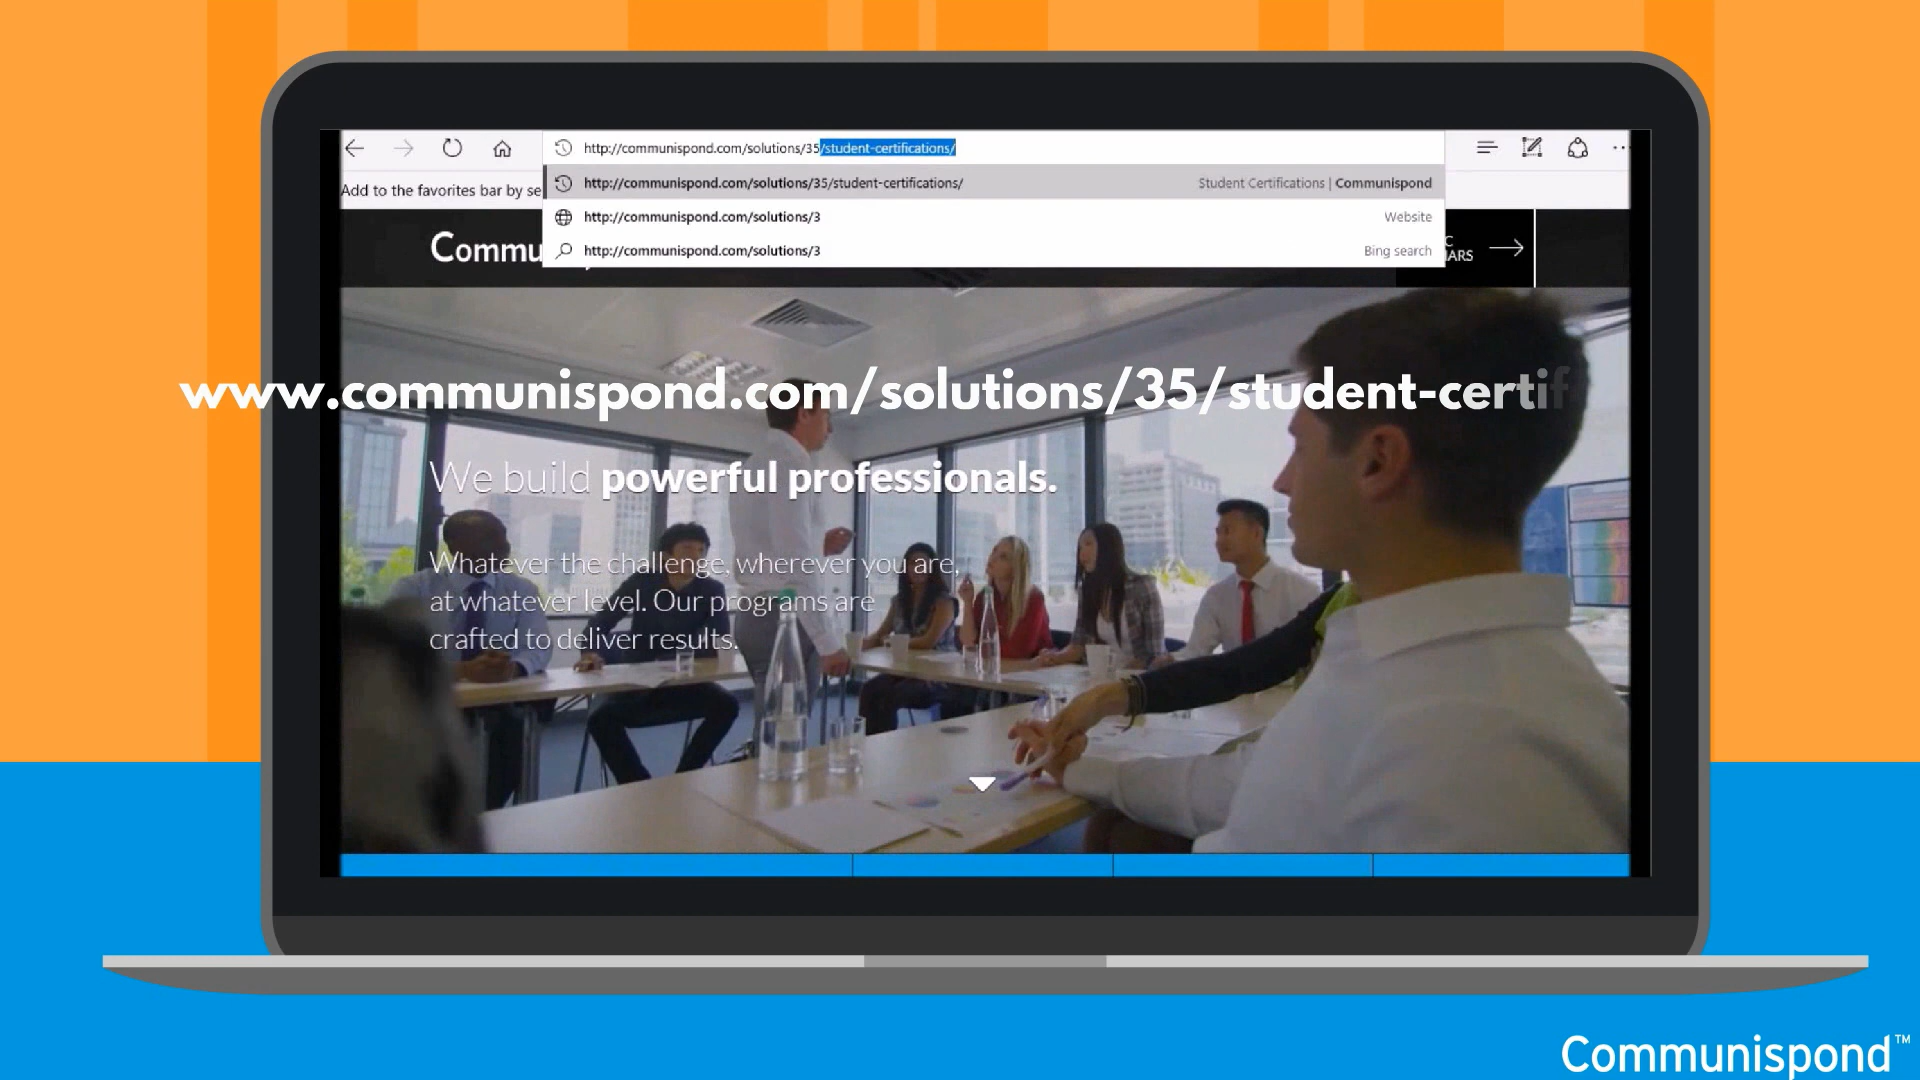 http://communispond.com/solutions/35/student-certifications/
http://communispond.com/solutions/35/student-certifications/ Student Certifications | Communispond
Add to the favorites bar by se
http://communispond.com/solutions/3 Website
http://communispond.com/solutions/3 Bing search
Commu
ARS
www.communispond.com/solutions/35/student-certif
We build powerful professionals.
Whatever the challenge, wherever you are,
at whatever level. Our programs are
crafted to deliver results.
Communispond™